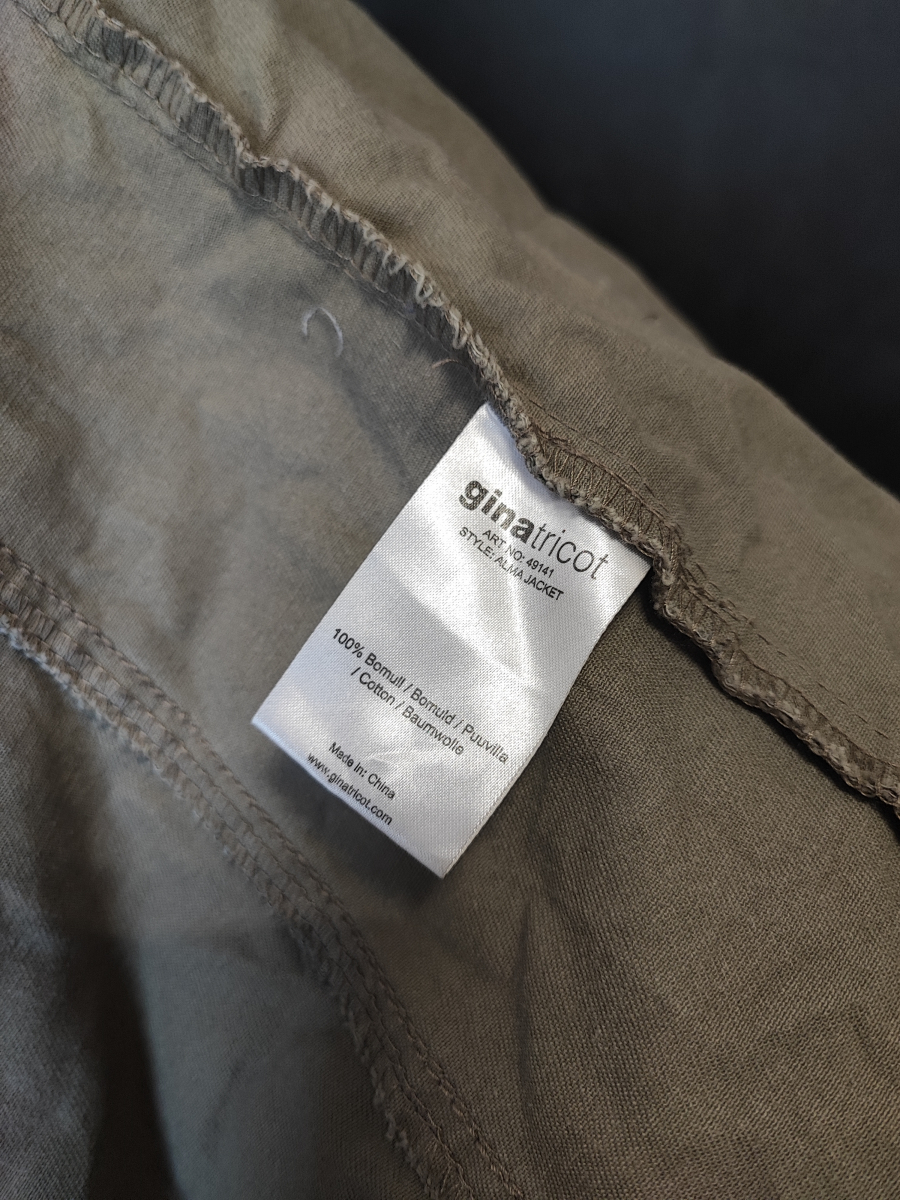 ginatricot
ART NO: 49141
STYLE: ALMA JACKET
100% Bomull / Bomuld / Puuvilla
/ Cotton / Baumwolle
Made In: China
www.ginatricot.com